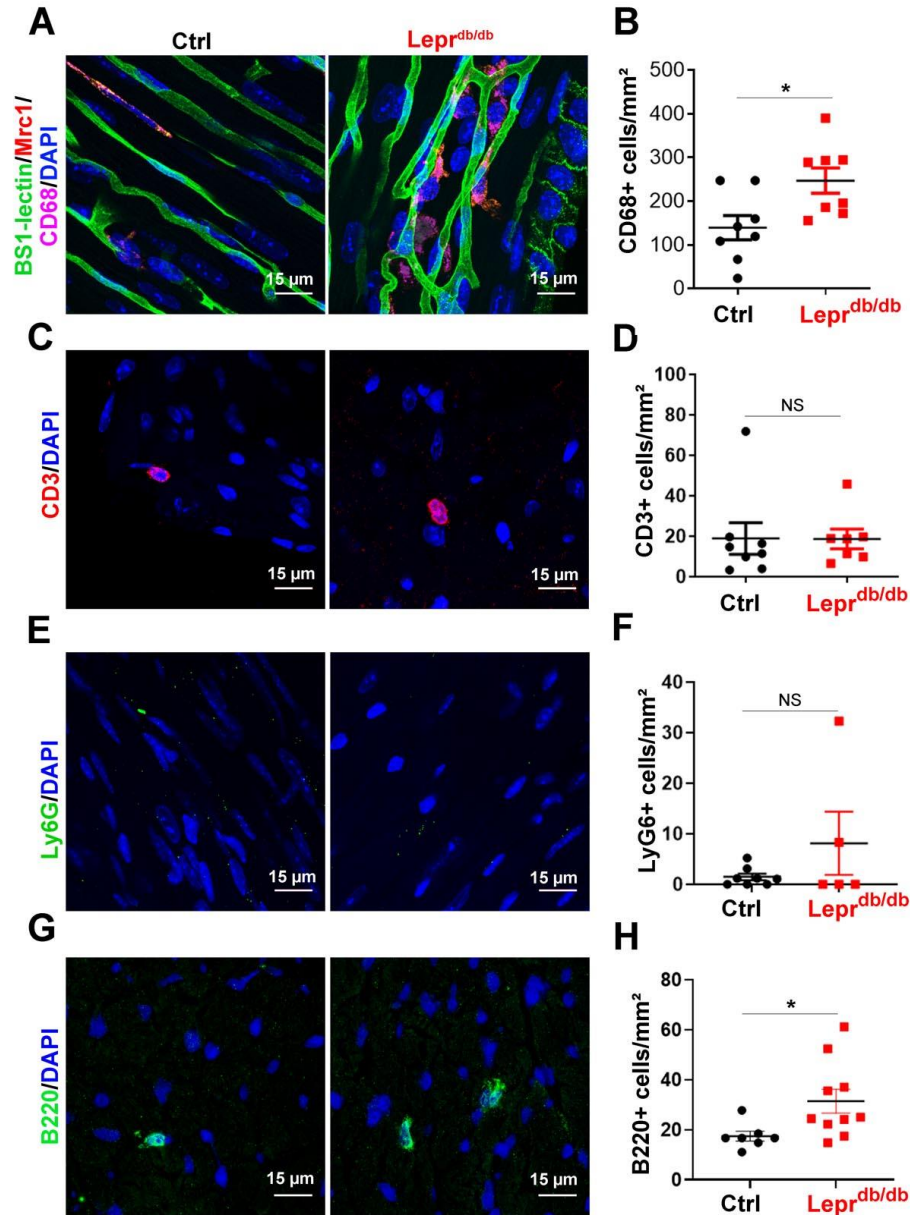 A
Ctrl
Lepr^db/db
BS1-lectin/Mrc1/
CD68/DAPI
15 µm
15 µm
B
CD68+ cells/mm²
500
400
300
200
100
0
*
Ctrl
Lepr^db/db
C
CD3/DAPI
15 µm
15 µm
D
CD3+ cells/mm²
100
80
60
40
20
0
NS
Ctrl
Lepr^db/db
E
Ly6G/DAPI
15 µm
15 µm
F
LyG6+ cells/mm²
40
30
20
10
0
NS
Ctrl
Lepr^db/db
G
B220/DAPI
15 µm
15 µm
H
B220+ cells/mm²
80
60
40
20
0
*
Ctrl
Lepr^db/db